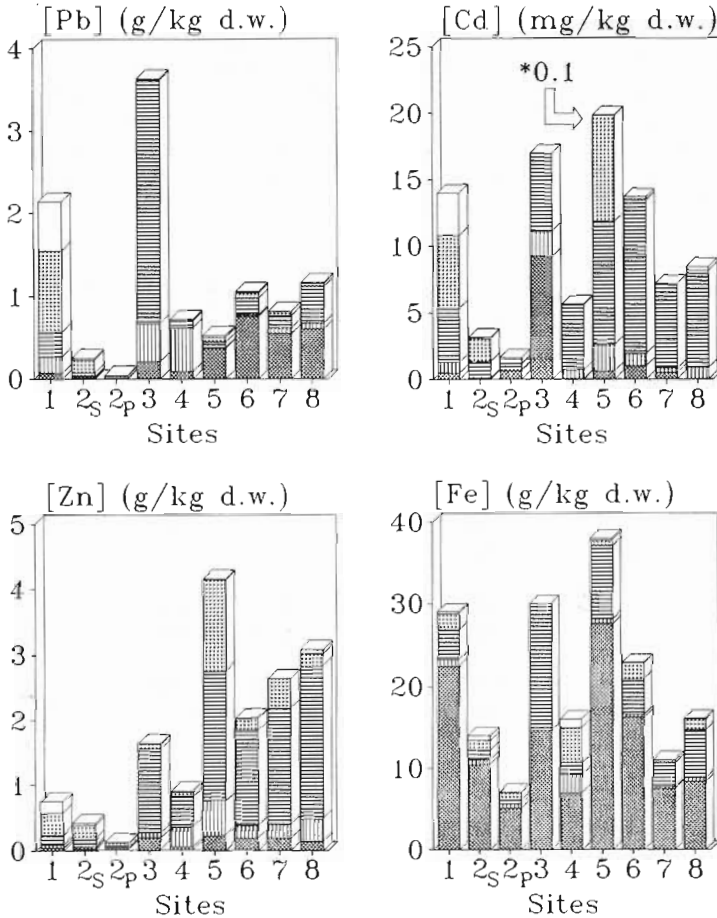 [Pb] (g/kg d.w.)
4
3
2
1
0
1 2S 2P 3 4 5 6 7 8
Sites
[Cd] (mg/kg d.w.)
25
20
15
10
5
0
*0.1
1 2S 2P 3 4 5 6 7 8
Sites
[Zn] (g/kg d.w.)
5
4
3
2
1
0
1 2S 2P 3 4 5 6 7 8
Sites
[Fe] (g/kg d.w.)
40
30
20
10
0
1 2S 2P 3 4 5 6 7 8
Sites